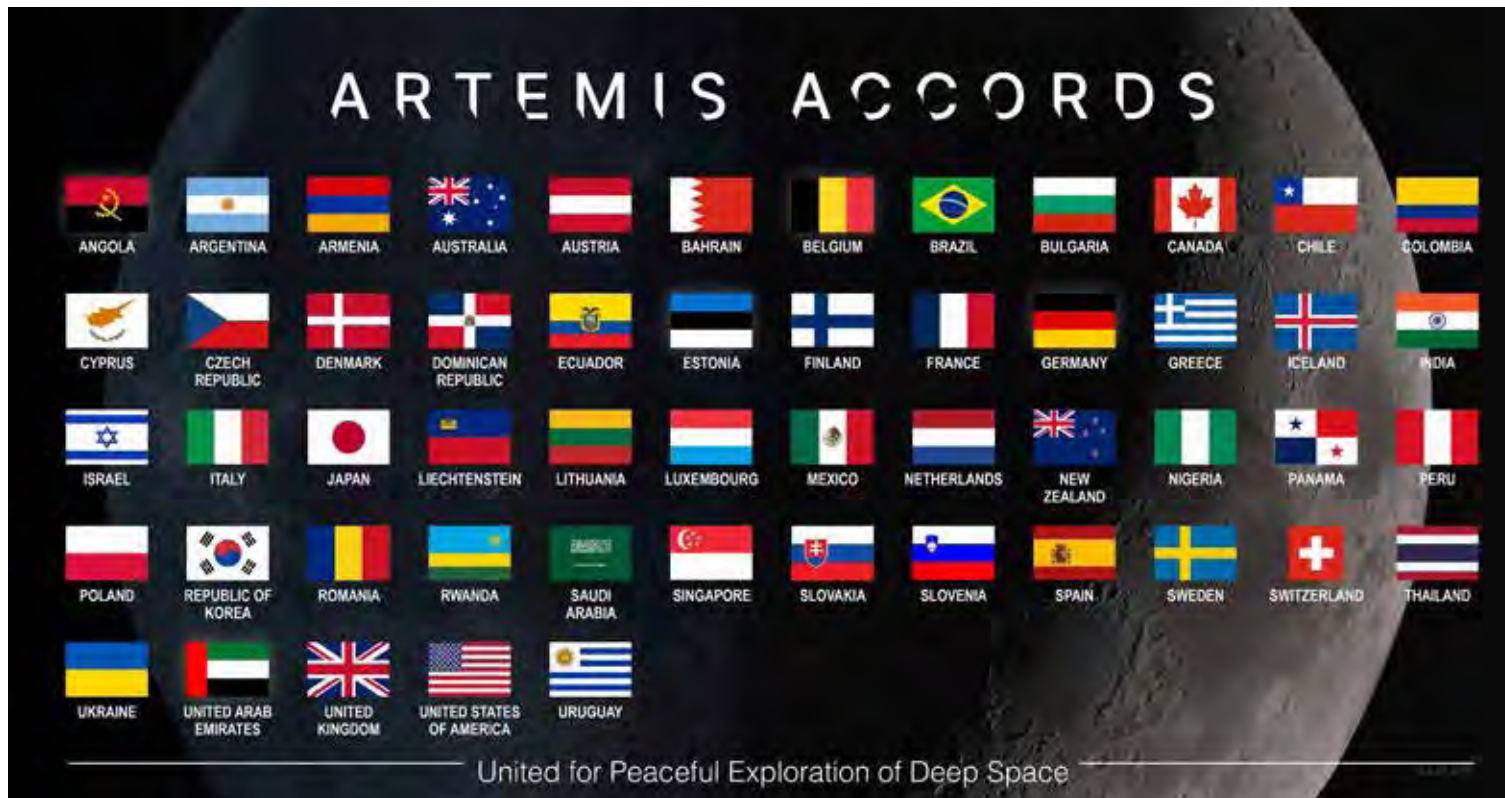 ARTEMIS ACCORDS
ANGOLA ARGENTINA ARMENIA AUSTRALIA AUSTRIA BAHRAIN BELGIUM BRAZIL BULGARIA CANADA CHILE COLOMBIA
CYPRUS CZECH REPUBLIC DENMARK DOMINICAN REPUBLIC ECUADOR ESTONIA FINLAND FRANCE GERMANY GREECE ICELAND INDIA
ISRAEL ITALY JAPAN LIECHTENSTEIN LITHUANIA LUXEMBOURG MEXICO NETHERLANDS NEW ZEALAND NIGERIA PANAMA PERU
POLAND REPUBLIC OF KOREA ROMANIA RWANDA SAUDI ARABIA SINGAPORE SLOVAKIA SLOVENIA SPAIN SWEDEN SWITZERLAND THAILAND
UKRAINE UNITED ARAB EMIRATES UNITED KINGDOM UNITED STATES OF AMERICA URUGUAY
United for Peaceful Exploration of Deep Space